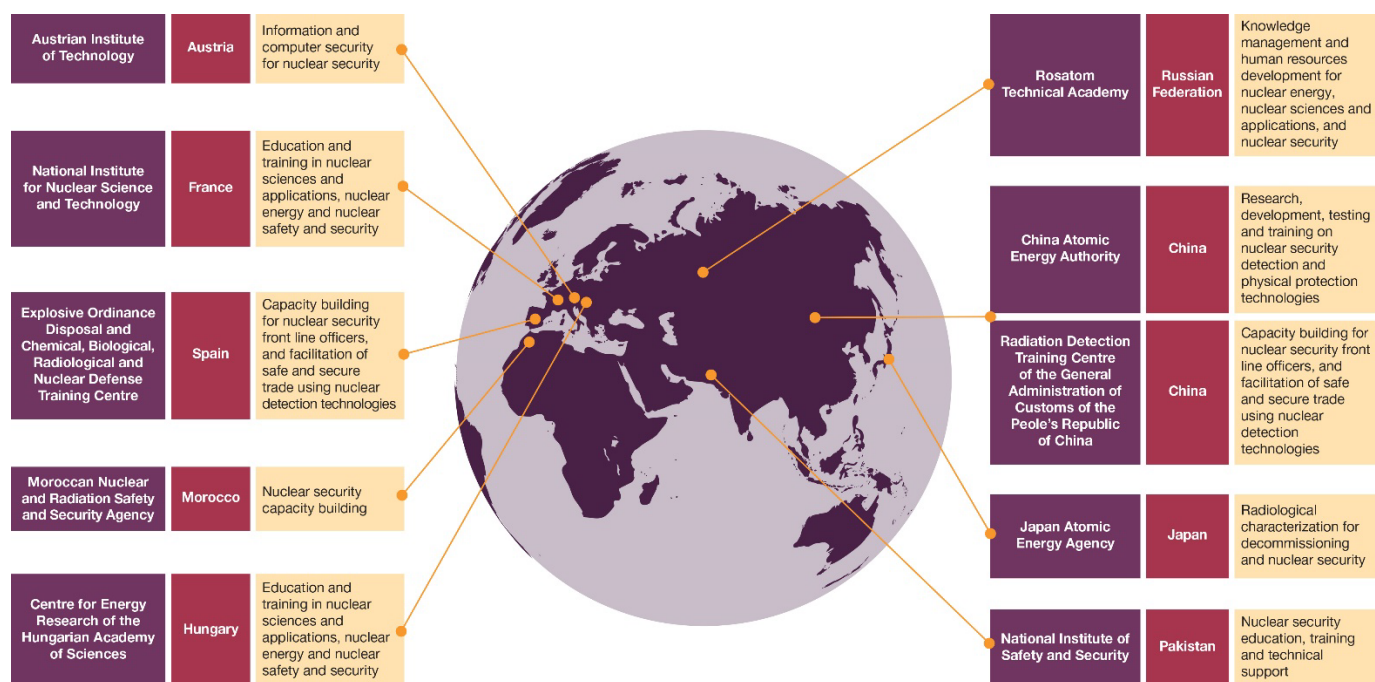 Austrian Institute
of Technology
Austria
Information and
computer security
for nuclear security
National Institute
for Nuclear Science
and Technology
France
Education and
training in nuclear
sciences and
applications, nuclear
energy and nuclear
safety and security
Explosive Ordinance
Disposal and
Chemical, Biological,
Radiological and
Nuclear Defense
Training Centre
Spain
Capacity building
for nuclear security
front line officers,
and facilitation of
safe and secure
trade using nuclear
detection technologies
Moroccan Nuclear
and Radiation Safety
and Security Agency
Morocco
Nuclear security
capacity building
Centre for Energy
Research of the
Hungarian Academy
of Sciences
Hungary
Education and
training in nuclear
sciences and
applications, nuclear
energy and nuclear
safety and security
Rosatom
Technical Academy
Russian
Federation
Knowledge
management and
human resources
development for
nuclear energy,
nuclear sciences and
applications, and
nuclear security
China Atomic
Energy Authority
China
Research,
development, testing
and training on
nuclear security
detection and
physical protection
technologies
Radiation Detection
Training Centre
of the General
Administration of
Customs of the
Peole's Republic
of China
China
Capacity building for
nuclear security front
line officers, and
facilitation of safe
and secure trade
using nuclear
detection
technologies
Japan Atomic
Energy Agency
Japan
Radiological
characterization for
decommissioning
and nuclear security
National Institute of
Safety and Security
Pakistan
Nuclear security
education, training
and technical
support